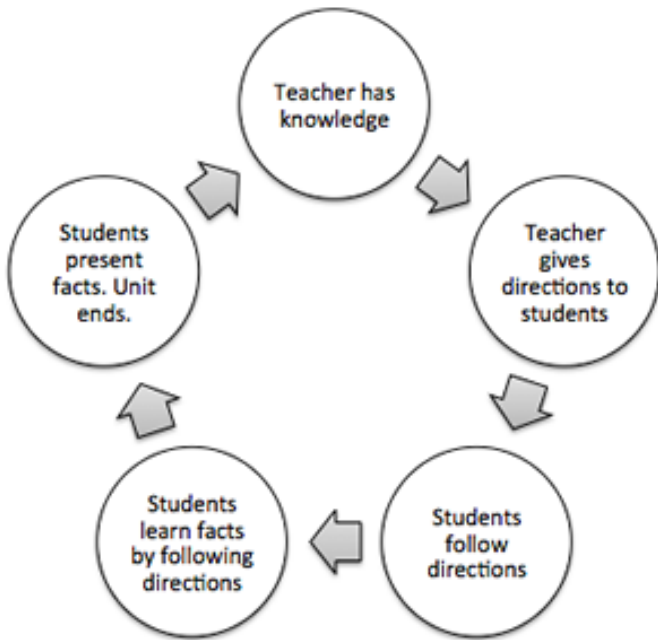 Teacher has
knowledge
Teacher
gives
directions to
students
Students
follow
directions
Students
learn facts
by following
directions
Students
present
facts. Unit
ends.